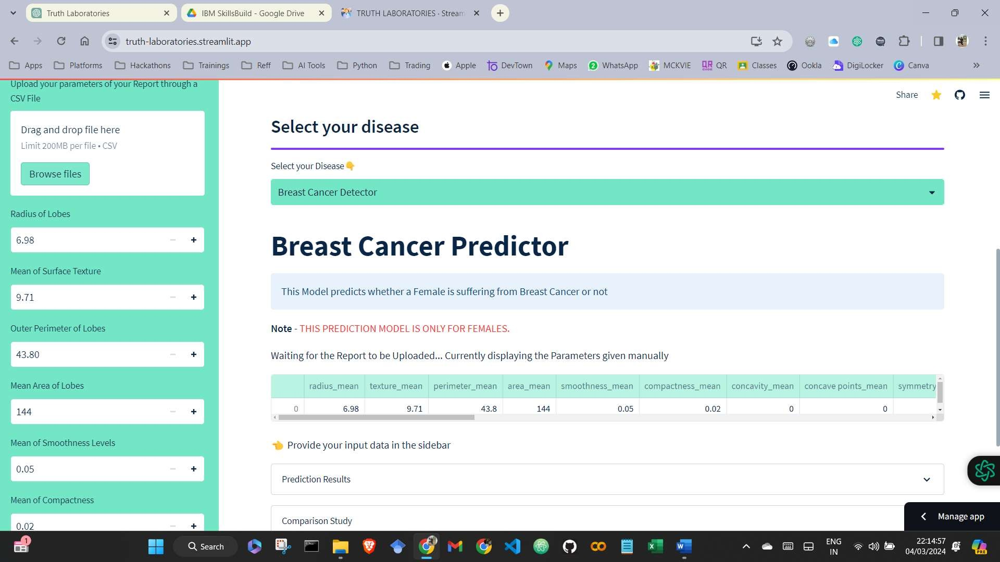 Truth Laboratories
IBM SkillsBuild - Google Drive
TRUTH LABORATORIES · Stream
truth-laboratories.streamlit.app
Apps
Platforms
Hackathons
Trainings
Reff
AI Tools
Python
Trading
Apple
DevTown
Maps
WhatsApp
MCKVIE
QR
Classes
Ookla
DigiLocker
Canva
Upload your parameters of your Report through a
CSV File
Drag and drop file here
Limit 200MB per file • CSV
Browse files
Radius of Lobes
6.98
Mean of Surface Texture
9.71
Outer Perimeter of Lobes
43.80
Mean Area of Lobes
144
Mean of Smoothness Levels
0.05
Mean of Compactness
0.02
Share
Select your disease
Select your Disease👇
Breast Cancer Detector
Breast Cancer Predictor
This Model predicts whether a Female is suffering from Breast Cancer or not
Note - THIS PREDICTION MODEL IS ONLY FOR FEMALES.
Waiting for the Report to be Uploaded... Currently displaying the Parameters given manually
radius_mean texture_mean perimeter_mean area_mean smoothness_mean compactness_mean concavity_mean concave points_mean symmetry
0 6.98 9.71 43.8 144 0.05 0.02 0 0
👈 Provide your input data in the sidebar
Prediction Results
Comparison Study
Manage app
1
Search
ENG
IN
22:14:57
04/03/2024
PRE